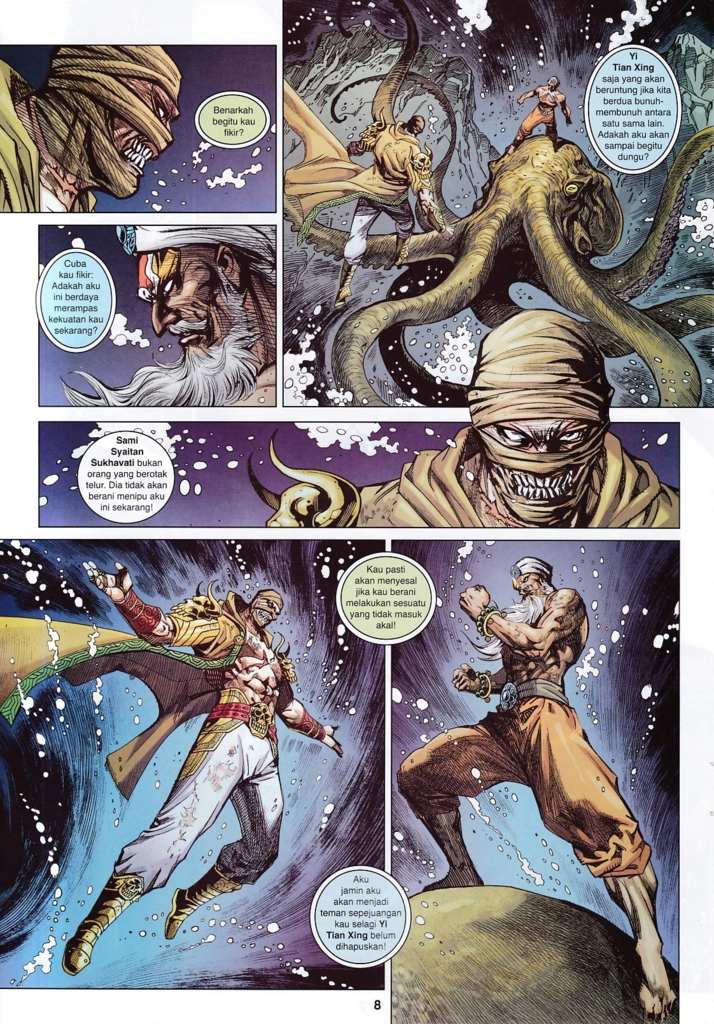 Benarkah
begitu kau
fikir?
Yi
Tian Xing
saja yang akan
beruntung jika kita
berdua bunuh-
membunuh antara
satu sama lain.
Adakah aku akan
sampai begitu
dungu?
Cuba
kau fikir:
Adakah aku
ini berdaya
merampas
kekuatan kau
sekarang?
Sami
Syaitan
Sukhavati bukan
orang yang berotak
telur. Dia tidak akan
berani menipu aku
ini sekarang!
Kau pasti
akan menyesal
jika kau berani
melakukan sesuatu
yang tidak masuk
akal!
Aku
jamin aku
akan menjadi
teman sepejuangan
kau selagi Yi
Tian Xing belum
dihapuskan!
8